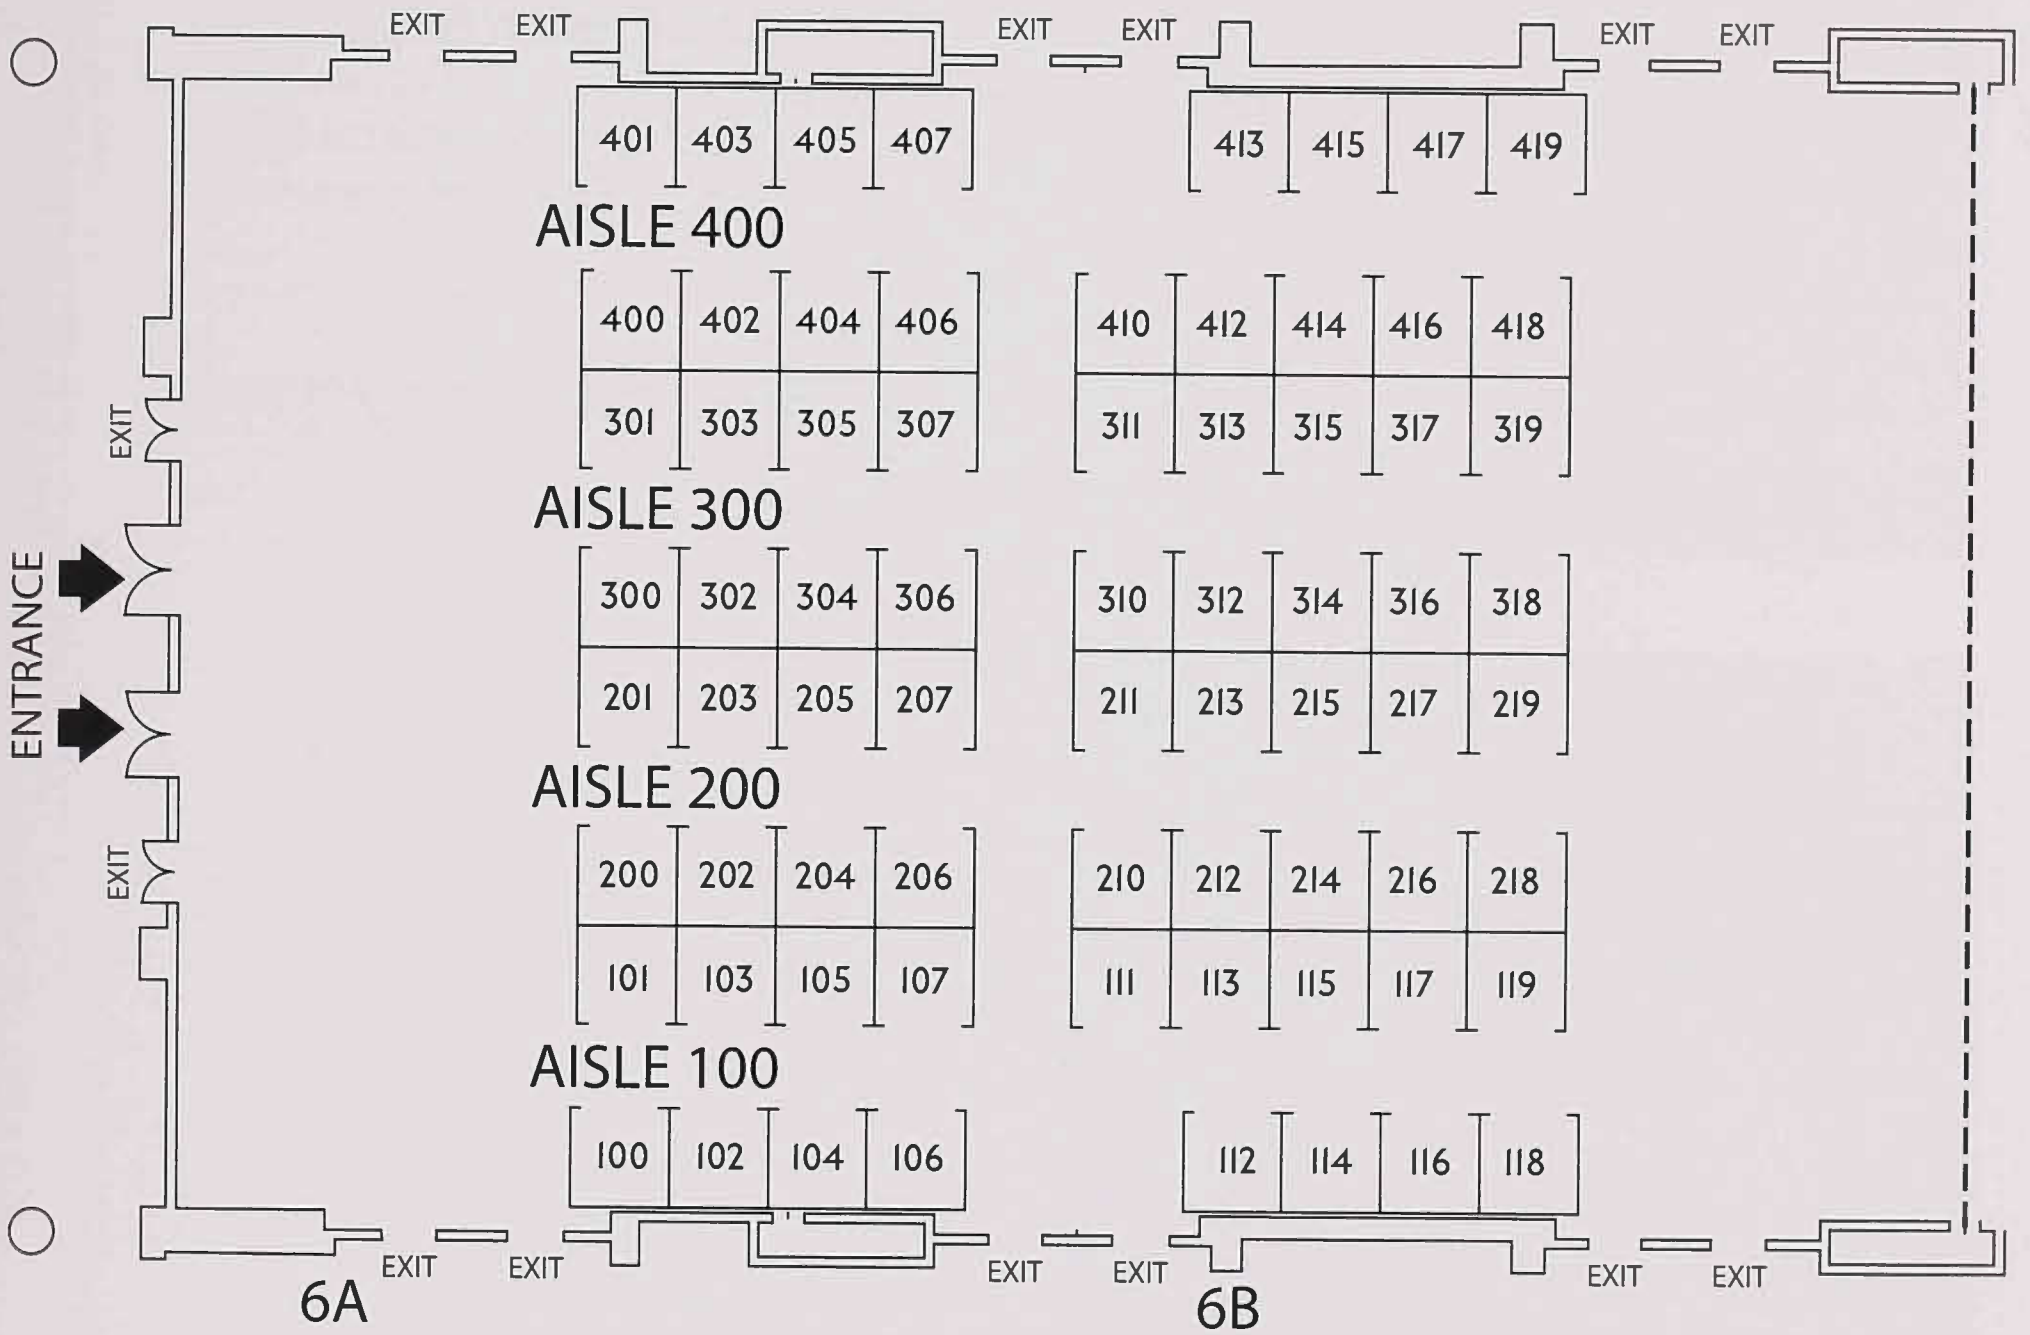 EXIT EXIT EXIT EXIT EXIT EXIT
401 403 405 407 413 415 417 419
AISLE 400
400 402 404 406 410 412 414 416 418
EXIT
301 303 305 307 311 313 315 317 319
AISLE 300
ENTRANCE
300 302 304 306 310 312 314 316 318
201 203 205 207 211 213 215 217 219
AISLE 200
EXIT
200 202 204 206 210 212 214 216 218
101 103 105 107 111 113 115 117 119
AISLE 100
100 102 104 106 112 114 116 118
EXIT EXIT EXIT EXIT EXIT EXIT
6A 6B